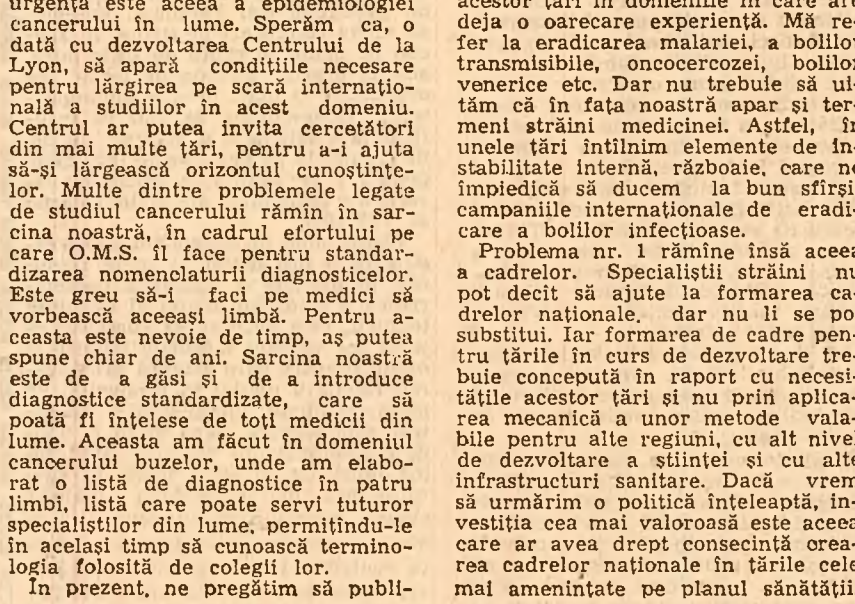 urgență este aceea a epidemiologiei
cancerului în lume. Sperăm ca, o
dată cu dezvoltarea Centrului de la
Lyon, să apară condițiile necesare
pentru lărgirea pe scară internațio-
nală a studiilor în acest domeniu.
Centrul ar putea invita cercetători
din mai multe țări, pentru a-i ajuta
să-și lărgească orizontul cunoștințe-
lor. Multe dintre problemele legate
de studiul cancerului rămîn în sar-
cina noastră, în cadrul efortului pe
care O.M.S. îl face pentru standar-
dizarea nomenclaturii diagnosticelor.
Este greu să-i faci pe medici să
vorbească aceeași limbă. Pentru a-
ceasta este nevoie de timp, aș putea
spune chiar de ani. Sarcina noastră
este de a găsi și de a introduce
diagnostice standardizate, care să
poată fi înțelese de toți medicii din
lume. Aceasta am făcut în domeniul
cancerului buzelor, unde am elabo-
rat o listă de diagnostice în patru
limbi, listă care poate servi tuturor
specialiștilor din lume, permițîndu-le
în același timp să cunoască termino-
logia folosită de colegii lor.
În prezent, ne pregătim să publi-
acestor țări în domeniile în care are
deja o oarecare experiență. Mă re-
fer la eradicarea malariei, a bolilor
transmisibile, oncocercozei, bolilor
venerice etc. Dar nu trebuie să ui-
tăm că în fața noastră apar și ter-
meni străini medicinei. Astfel, în
unele țări întîlnim elemente de in-
stabilitate internă, războaie, care ne
împiedică să ducem la bun sfîrșit
campaniile internaționale de eradi-
care a bolilor infecțioase.
Problema nr. 1 rămîne însă aceea
a cadrelor. Specialiștii străini nu
pot decît să ajute la formarea ca-
drelor naționale, dar nu li se pot
substitui. Iar formarea de cadre pen-
tru țările în curs de dezvoltare tre-
buie concepută în raport cu necesi-
tățile acestor țări și nu prin aplica-
rea mecanică a unor metode vala-
bile pentru alte regiuni, cu alt nivel
de dezvoltare a științei și cu alte
infrastructuri sanitare. Dacă vrem
să urmărim o politică înțeleaptă, in-
vestiția cea mai valoroasă este aceea
care ar avea drept consecință crea-
rea cadrelor naționale în țările cele
mai amenințate pe planul sănătății